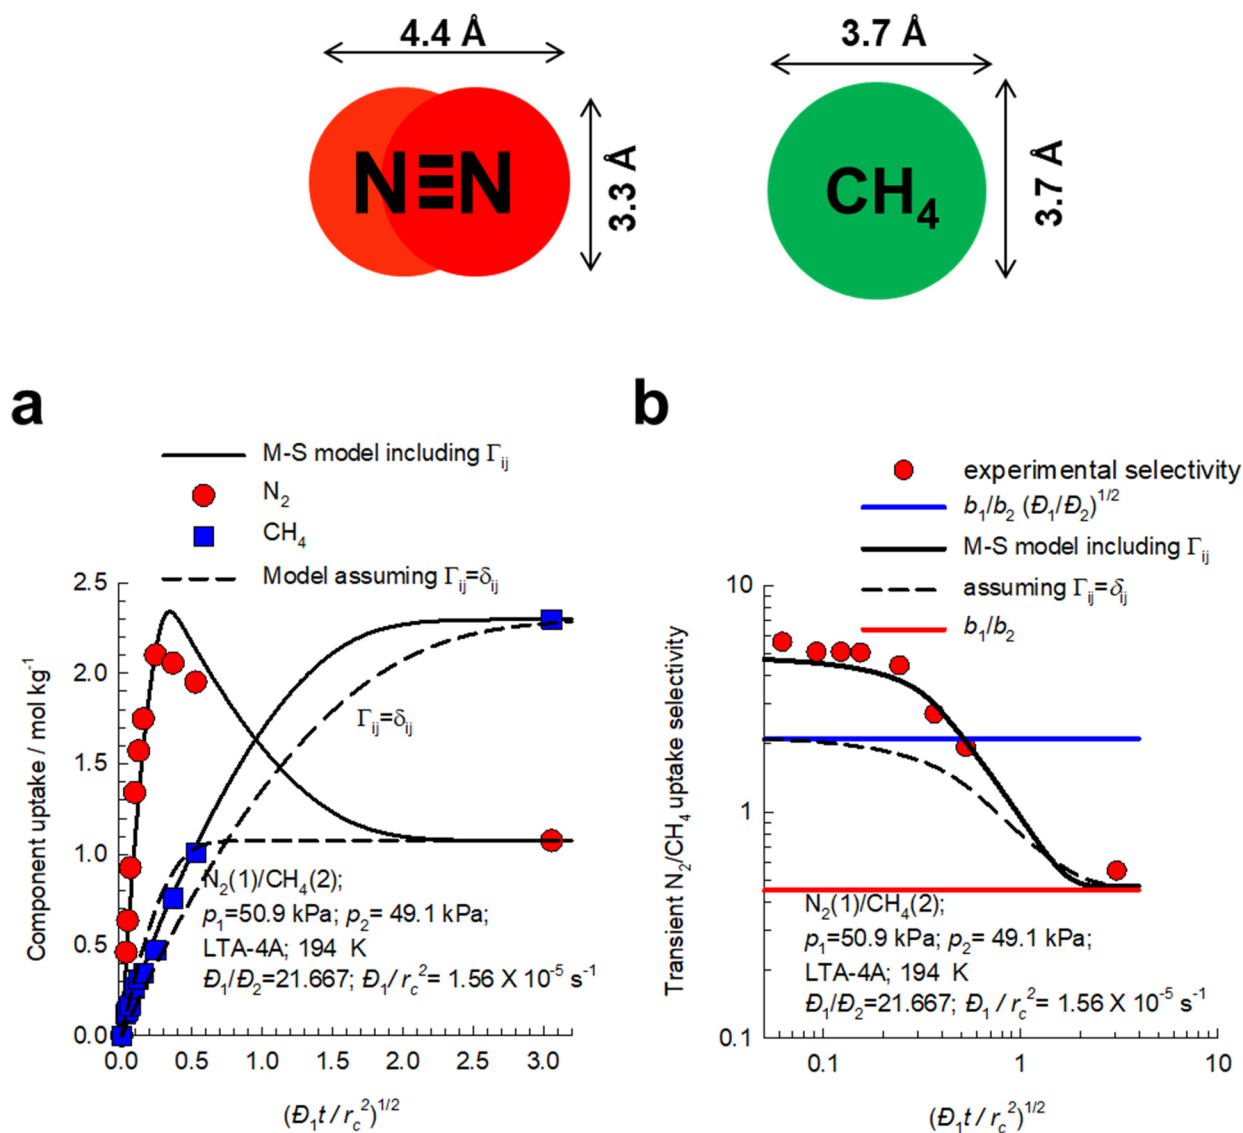 4.4 Å
3.7 Å
N≡N
3.3 Å
CH₄
3.7 Å
a
M-S model including Γij
N₂
CH₄
Model assuming Γij=δij
Component uptake / mol kg⁻¹
2.5
2.0
1.5
1.0
0.5
0.0
Γij=δij
N₂(1)/CH₄(2);
p₁=50.9 kPa; p₂= 49.1 kPa;
LTA-4A; 194 K
Đ₁/Đ₂=21.667; Đ₁/rc²= 1.56 X 10⁻⁵ s⁻¹
0.0 0.5 1.0 1.5 2.0 2.5 3.0
(Đ₁t / rc²)^1/2
b
experimental selectivity
b₁/b₂ (Đ₁/Đ₂)^1/2
M-S model including Γij
assuming Γij=δij
b₁/b₂
Transient N₂/CH₄ uptake selectivity
10
1
0.1
N₂(1)/CH₄(2);
p₁=50.9 kPa; p₂= 49.1 kPa;
LTA-4A; 194 K
Đ₁/Đ₂=21.667; Đ₁ / rc²= 1.56 X 10⁻⁵ s⁻¹
0.1 1 10
(Đ₁t / rc²)^1/2